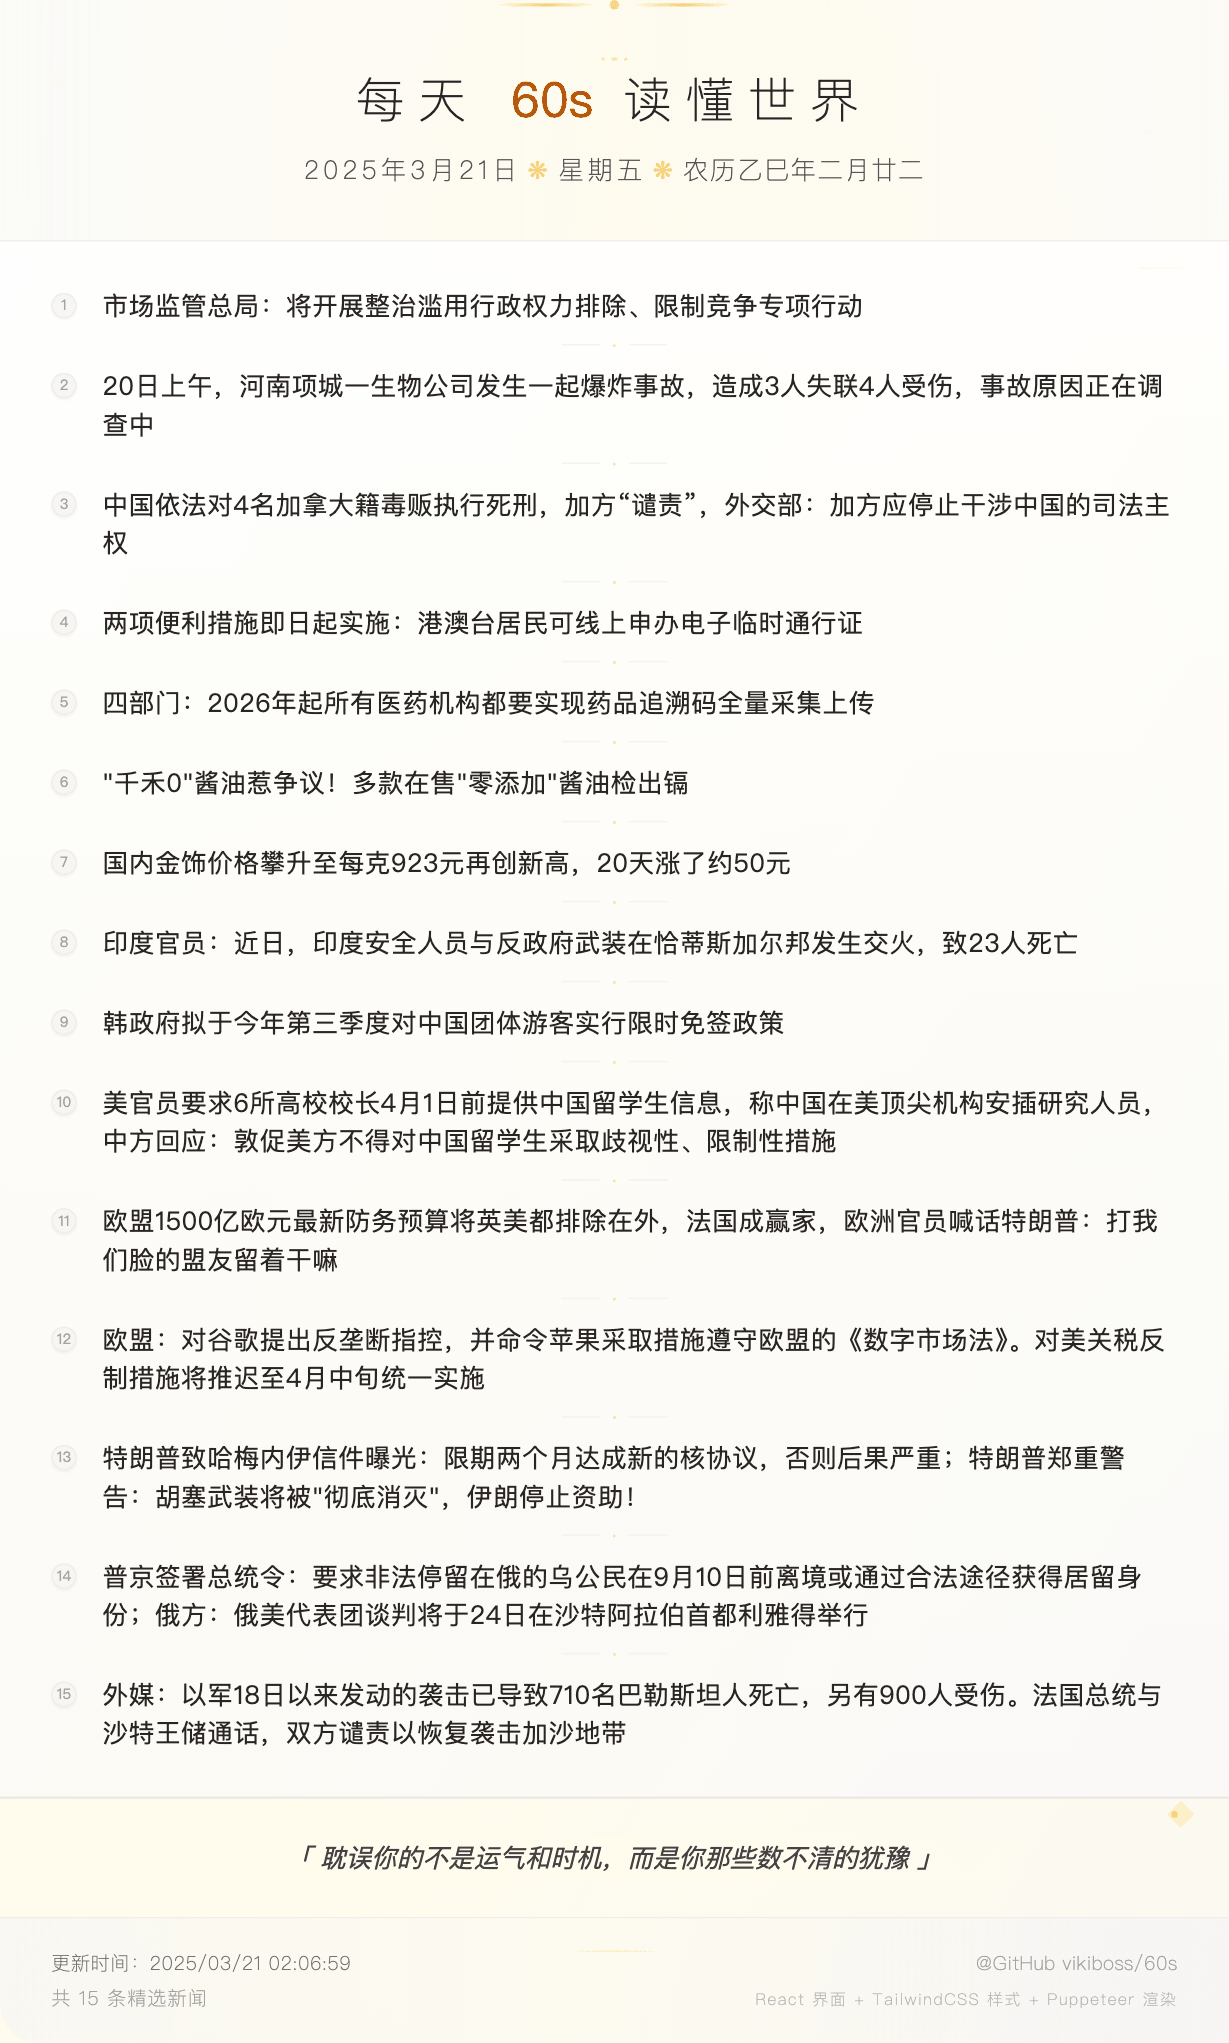 每天 60s 读懂世界
2025年3月21日 ❋ 星期五 ❋ 农历乙巳年二月廿二
1 市场监管总局：将开展整治滥用行政权力排除、限制竞争专项行动
2 20日上午，河南项城一生物公司发生一起爆炸事故，造成3人失联4人受伤，事故原因正在调
查中
3 中国依法对4名加拿大籍毒贩执行死刑，加方“谴责”，外交部：加方应停止干涉中国的司法主
权
4 两项便利措施即日起实施：港澳台居民可线上申办电子临时通行证
5 四部门：2026年起所有医药机构都要实现药品追溯码全量采集上传
6 "千禾0"酱油惹争议！多款在售"零添加"酱油检出镉
7 国内金饰价格攀升至每克923元再创新高，20天涨了约50元
8 印度官员：近日，印度安全人员与反政府武装在恰蒂斯加尔邦发生交火，致23人死亡
9 韩政府拟于今年第三季度对中国团体游客实行限时免签政策
10 美官员要求6所高校校长4月1日前提供中国留学生信息，称中国在美顶尖机构安插研究人员，
中方回应：敦促美方不得对中国留学生采取歧视性、限制性措施
11 欧盟1500亿欧元最新防务预算将英美都排除在外，法国成赢家，欧洲官员喊话特朗普：打我
们脸的盟友留着干嘛
12 欧盟：对谷歌提出反垄断指控，并命令苹果采取措施遵守欧盟的《数字市场法》。对美关税反
制措施将推迟至4月中旬统一实施
13 特朗普致哈梅内伊信件曝光：限期两个月达成新的核协议，否则后果严重；特朗普郑重警
告：胡塞武装将被"彻底消灭"，伊朗停止资助！
14 普京签署总统令：要求非法停留在俄的乌公民在9月10日前离境或通过合法途径获得居留身
份；俄方：俄美代表团谈判将于24日在沙特阿拉伯首都利雅得举行
15 外媒：以军18日以来发动的袭击已导致710名巴勒斯坦人死亡，另有900人受伤。法国总统与
沙特王储通话，双方谴责以恢复袭击加沙地带
「 耽误你的不是运气和时机，而是你那些数不清的犹豫 」
更新时间：2025/03/21 02:06:59
@GitHub vikiboss/60s
共 15 条精选新闻
React 界面 + TailwindCSS 样式 + Puppeteer 渲染